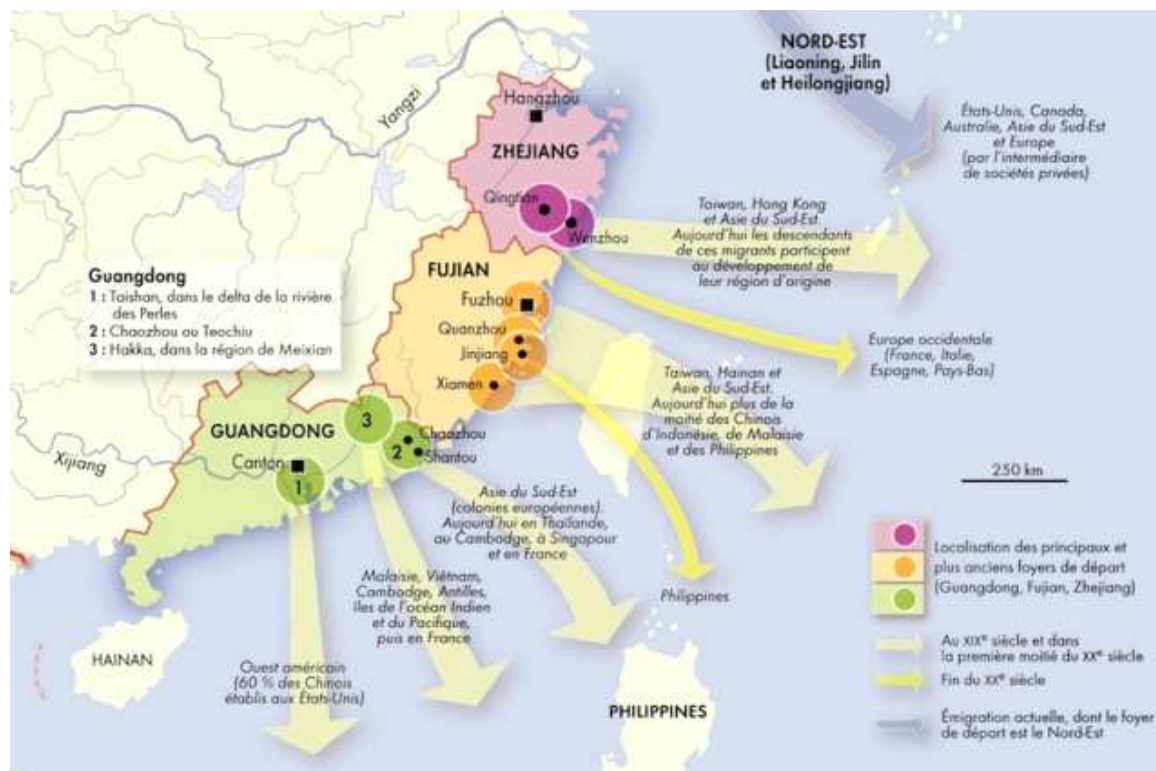 NORD-EST
(Liaoning, Jilin
et Heilongjiang)
États-Unis, Canada,
Australie, Asie du Sud-Est
et Europe
(par l'intermédiaire
de sociétés privées)
Yangzi
Hangzhou
ZHEJIANG
Qingtian
Wenzhou
Taiwan, Hong Kong
et Asie du Sud-Est.
Aujourd'hui les descendants
de ces migrants participent
au développement de
leur région d'origine
Guangdong
1 : Taishan, dans le delta de la rivière
des Perles
2 : Chaozhou ou Teochiu
3 : Hakka, dans la région de Meixian
FUJIAN
Fuzhou
Quanzhou
Jinjiang
Xiamen
Europe occidentale
(France, Italie,
Espagne, Pays-Bas)
Taiwan, Hainan et
Asie du Sud-Est.
Aujourd'hui plus de la
moitié des Chinois
d'Indonésie, de Malaisie
et des Philippines
GUANGDONG
3
Chaozhou
2
Shantou
Canton
1
Xijiang
250 km
Asie du Sud-Est
(colonies européennes).
Aujourd'hui en Thaïlande,
au Cambodge, à Singapour
et en France
Malaisie, Viêtnam,
Cambodge, Antilles,
îles de l'océan Indien
et du Pacifique,
puis en France
Philippines
HAINAN
Ouest américain
(60 % des Chinois
établis aux États-Unis)
PHILIPPINES
Localisation des principaux et
plus anciens foyers de départ
(Guangdong, Fujian, Zhejiang)
Au XIXe siècle et dans
la première moitié du XXe siècle
Fin du XXe siècle
Émigration actuelle, dont le foyer
de départ est le Nord-Est